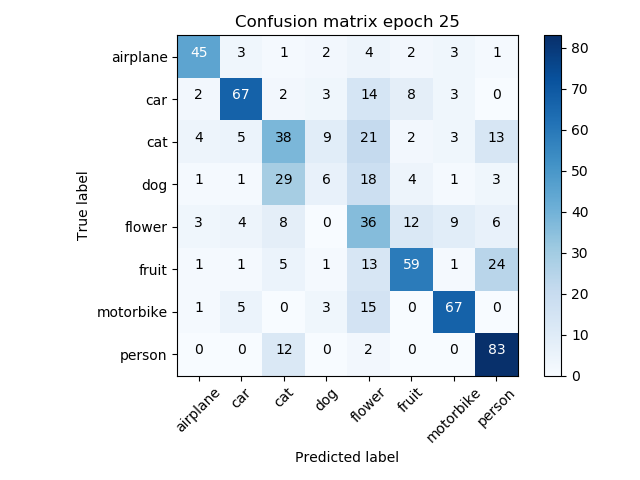 Confusion matrix epoch 25
True label
airplane 45 3 1 2 4 2 3 1
car 2 67 2 3 14 8 3 0
cat 4 5 38 9 21 2 3 13
dog 1 1 29 6 18 4 1 3
flower 3 4 8 0 36 12 9 6
fruit 1 1 5 1 13 59 1 24
motorbike 1 5 0 3 15 0 67 0
person 0 0 12 0 2 0 0 83
airplane car cat dog flower fruit motorbike person
Predicted label
80
70
60
50
40
30
20
10
0